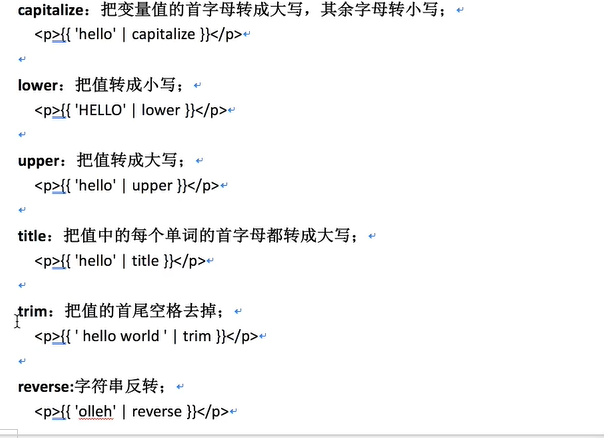 capitalize：把变量值的首字母转成大写，其余字母转小写；
<p>{{ 'hello' | capitalize }}</p>
lower：把值转成小写；
<p>{{ 'HELLO' | lower }}</p>
upper：把值转成大写；
<p>{{ 'hello' | upper }}</p>
title：把值中的每个单词的首字母都转成大写；
<p>{{ 'hello' | title }}</p>
trim：把值的首尾空格去掉；
<p>{{ ' hello world ' | trim }}</p>
reverse:字符串反转；
<p>{{ 'olleh' | reverse }}</p>